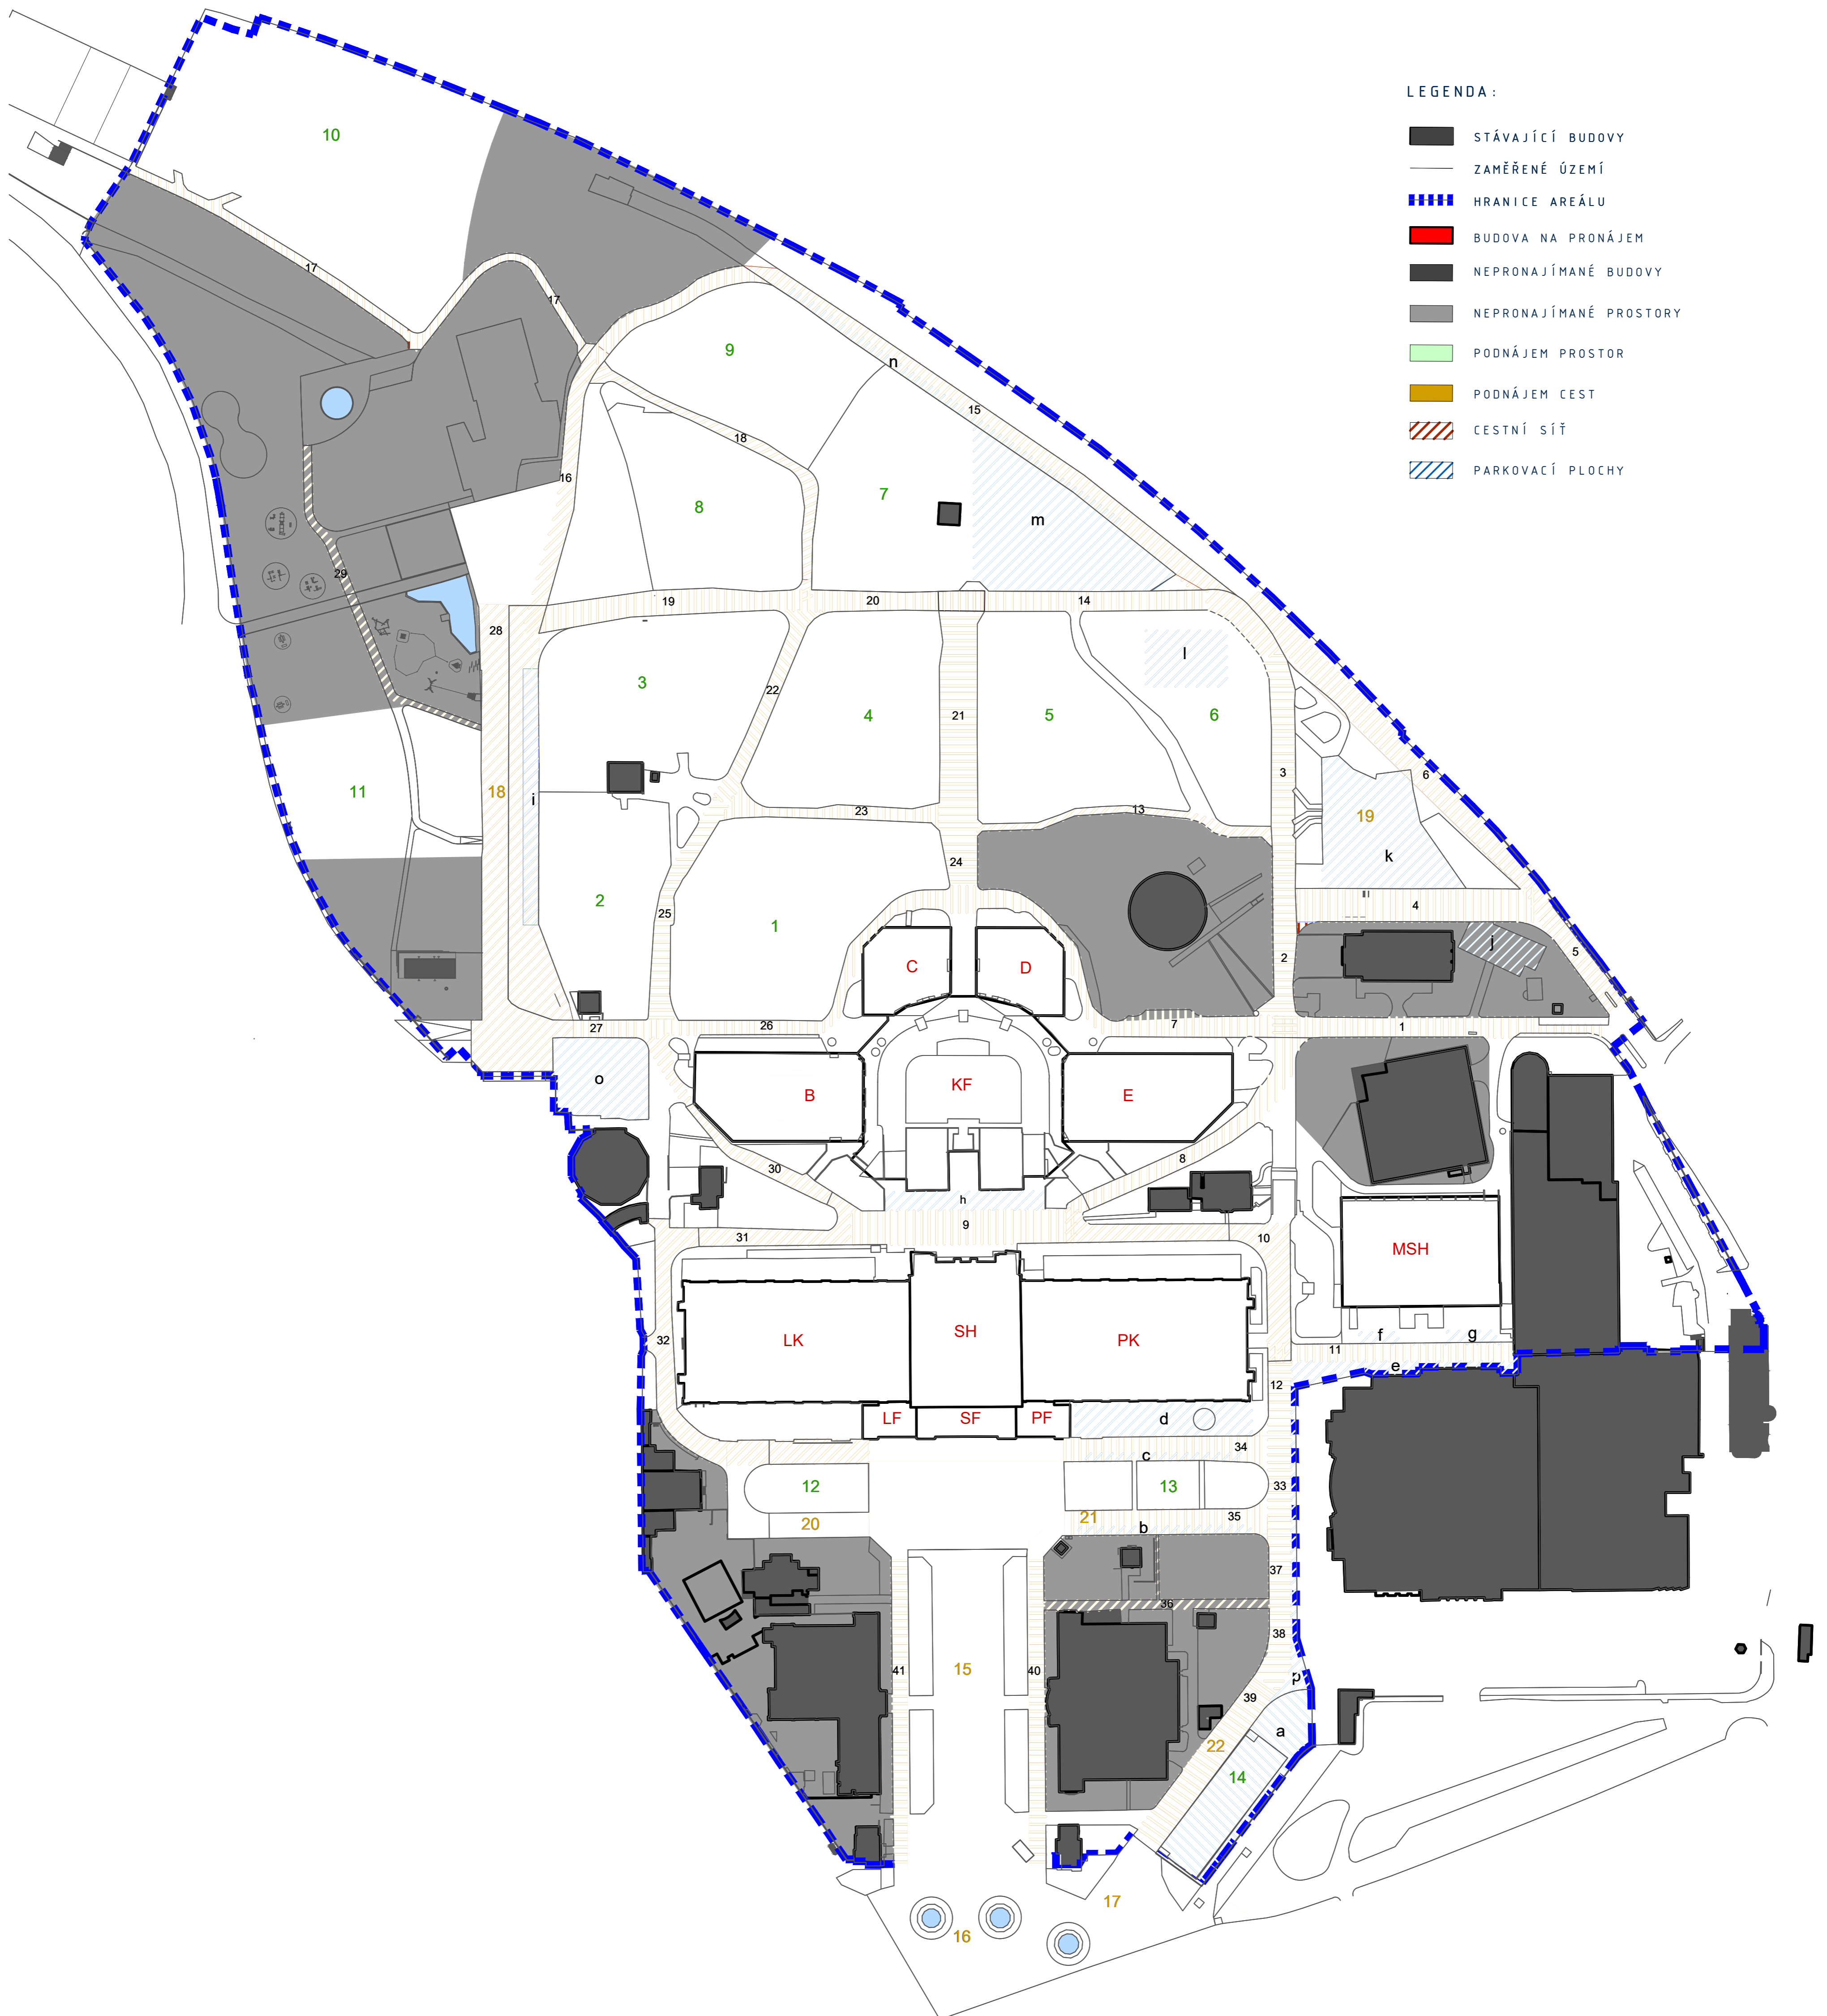 LEGENDA:
STÁVAJÍCÍ BUDOVY
ZAMĚŘENÉ ÚZEMÍ
HRANICE AREÁLU
BUDOVA NA PRONÁJEM
NEPRONAJÍMANÉ BUDOVY
NEPRONAJÍMANÉ PROSTORY
PODNÁJEM PROSTOR
PODNÁJEM CEST
CESTNÍ SÍŤ
PARKOVACÍ PLOCHY
10
17
17
9
n
15
18
16
8
7
m
29
28
19
20
14
l
3
22
4
21
5
6
3
6
11
18
i
23
13
19
k
24
2
25
1
4
C
D
2
j
5
27
26
7
1
o
B
KF
E
30
8
h
9
31
10
MSH
32
LK
SH
PK
f
g
11
e
12
LF
SF
PF
d
c
34
12
13
33
20
21
35
b
37
36
38
41
15
40
p
39
a
22
14
17
16